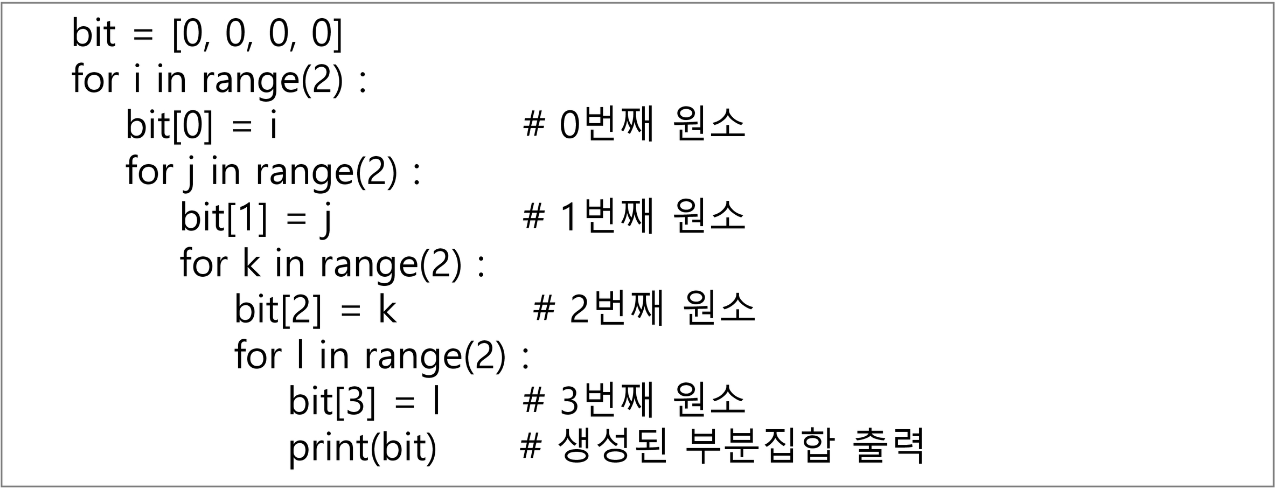 bit = [0, 0, 0, 0]
for i in range(2) :
bit[0] = i # 0번째 원소
for j in range(2) :
bit[1] = j # 1번째 원소
for k in range(2) :
bit[2] = k # 2번째 원소
for l in range(2) :
bit[3] = l # 3번째 원소
print(bit) # 생성된 부분집합 출력